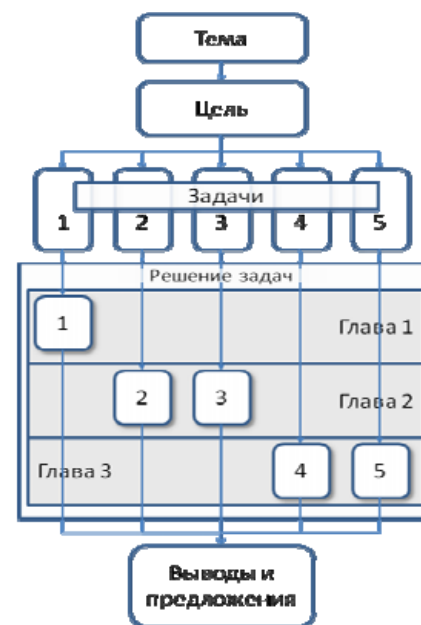 Тема
Цель
Задачи
1 2 3 4 5
Решение задач
1 Глава 1
2 3 Глава 2
Глава 3 4 5
Выводы и
предложения